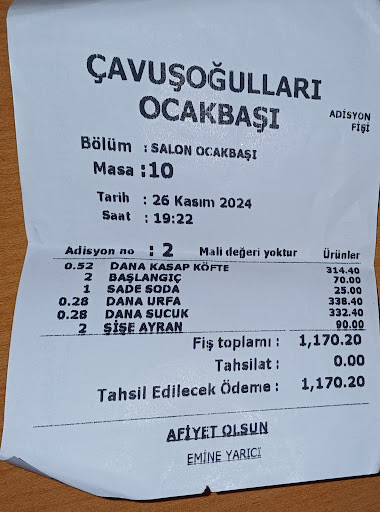 ÇAVUŞOĞULLARI
OCAKBAŞI
ADİSYON
FİŞİ
Bölüm : SALON OCAKBAŞI
Masa : 10
Tarih : 26 Kasım 2024
Saat : 19:22
Adisyon no : 2 Mali değeri yoktur Ürünler
0.52 DANA KASAP KÖFTE 314.40
2 BAŞLANGIÇ 70.00
1 SADE SODA 25.00
0.28 DANA URFA 338.40
0.28 DANA SUCUK 332.40
2 ŞİŞE AYRAN 90.00
Fiş toplamı : 1,170.20
Tahsilat : 0.00
Tahsil Edilecek Ödeme : 1,170.20
AFİYET OLSUN
EMİNE YARICI